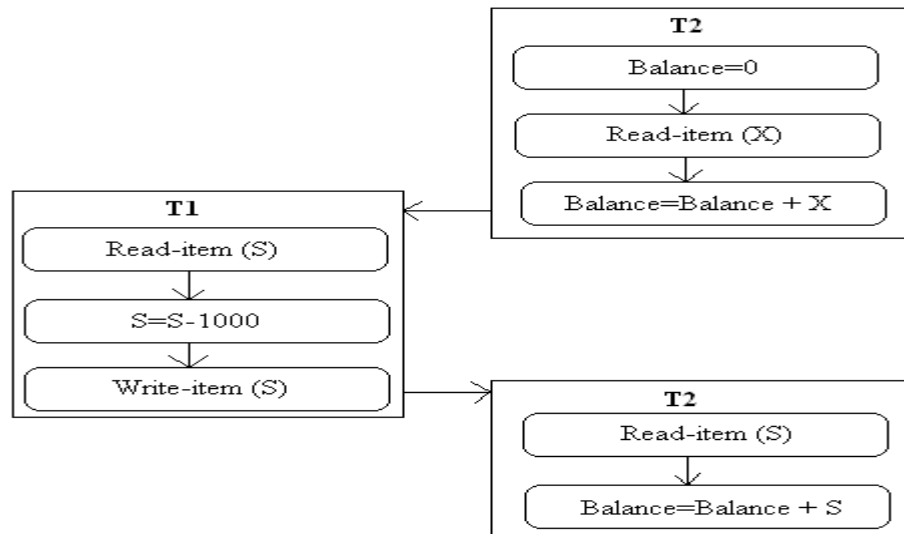 T2
Balance=0
Read-item (X)
Balance=Balance + X
T1
Read-item (S)
S=S-1000
Write-item (S)
T2
Read-item (S)
Balance=Balance + S